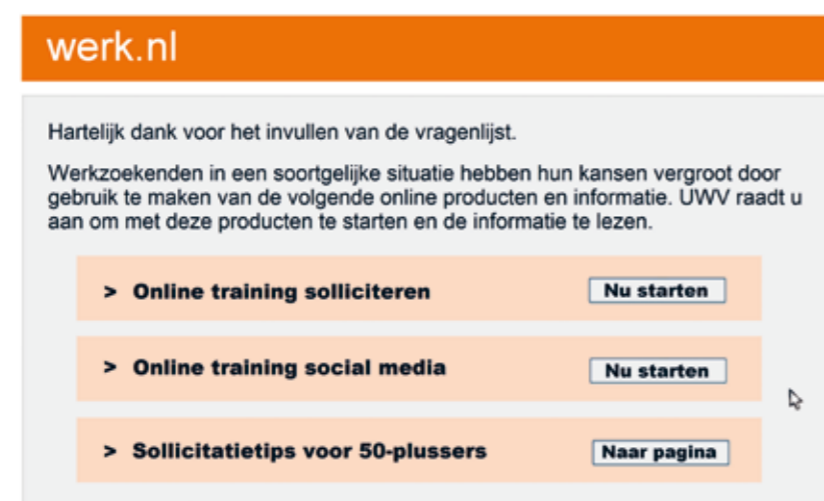 werk.nl
Hartelijk dank voor het invullen van de vragenlijst.
Werkzoekenden in een soortgelijke situatie hebben hun kansen vergroot door
gebruik te maken van de volgende online producten en informatie. UWV raadt u
aan om met deze producten te starten en de informatie te lezen.
> Online training solliciteren Nu starten
> Online training social media Nu starten
> Sollicitatietips voor 50-plussers Naar pagina